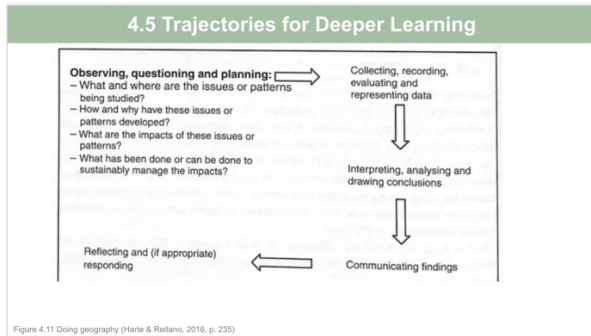 4.5 Trajectories for Deeper Learning
Observing, questioning and planning:
– What and where are the issues or patterns
being studied?
– How and why have these issues or
patterns developed?
– What are the impacts of these issues or
patterns?
– What has been done or can be done to
sustainably manage the impacts?
Collecting, recording,
evaluating and
representing data
Interpreting, analysing and
drawing conclusions
Communicating findings
Reflecting and (if appropriate)
responding
Figure 4.11 Doing geography (Harte & Reitano, 2016, p. 235)